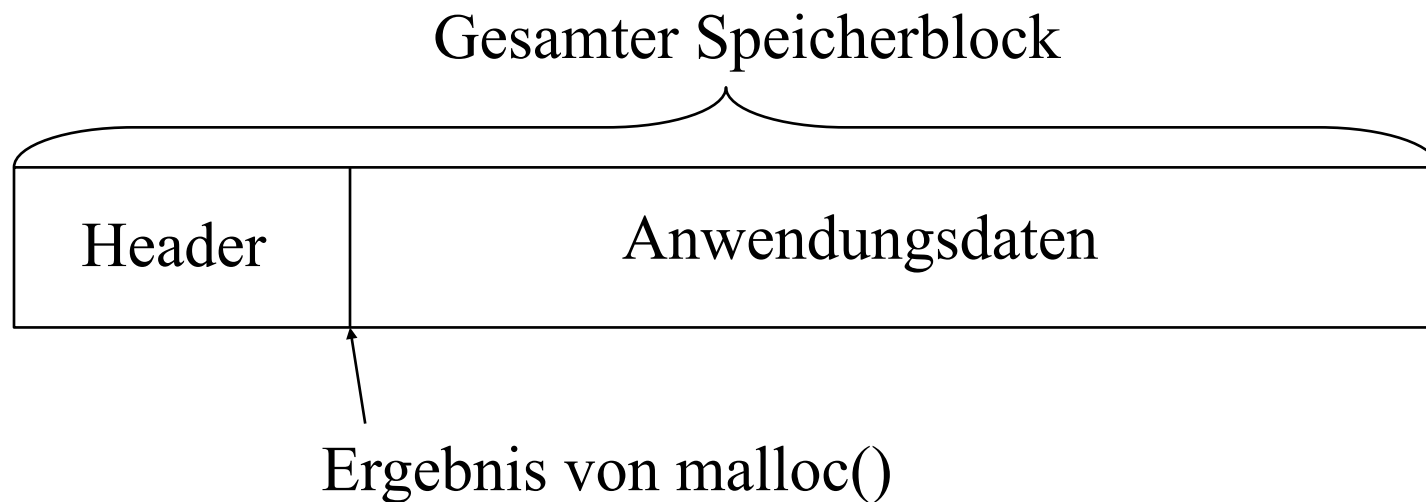 Gesamter Speicherblock
Header
Anwendungsdaten
Ergebnis von malloc()